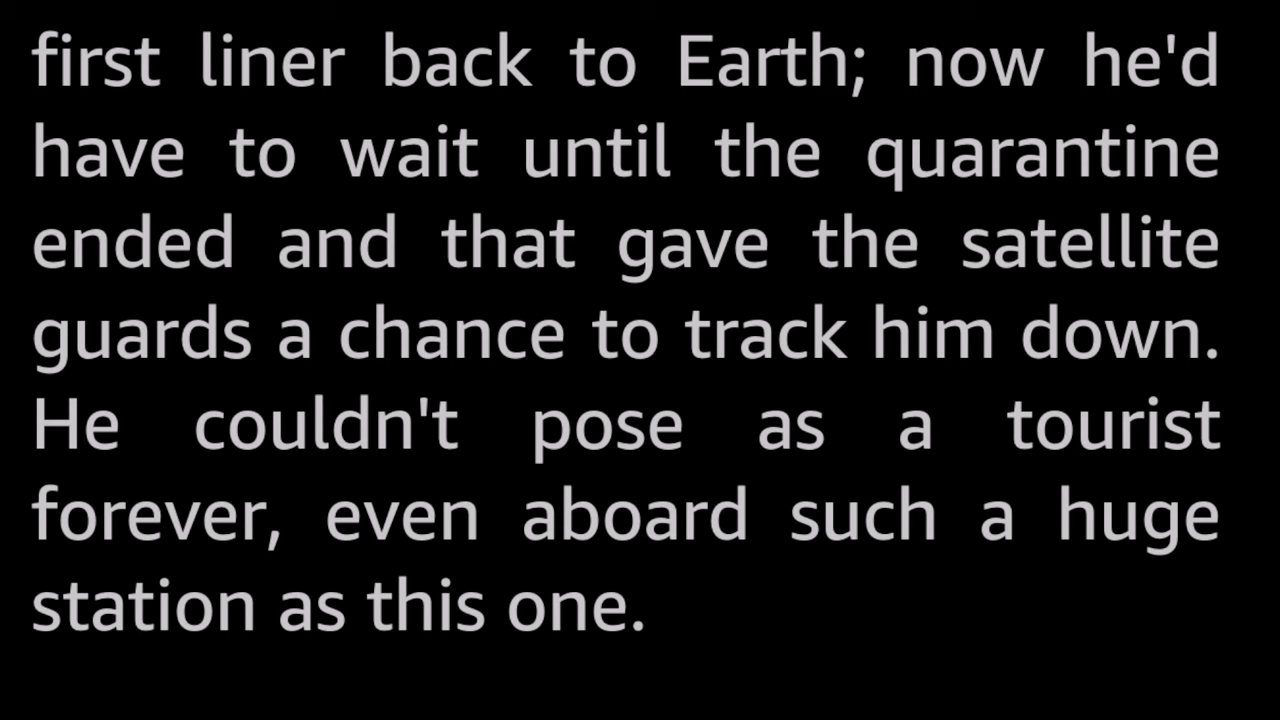 first liner back to Earth; now he'd
have to wait until the quarantine
ended and that gave the satellite
guards a chance to track him down.
He couldn't pose as a tourist
forever, even aboard such a huge
station as this one.